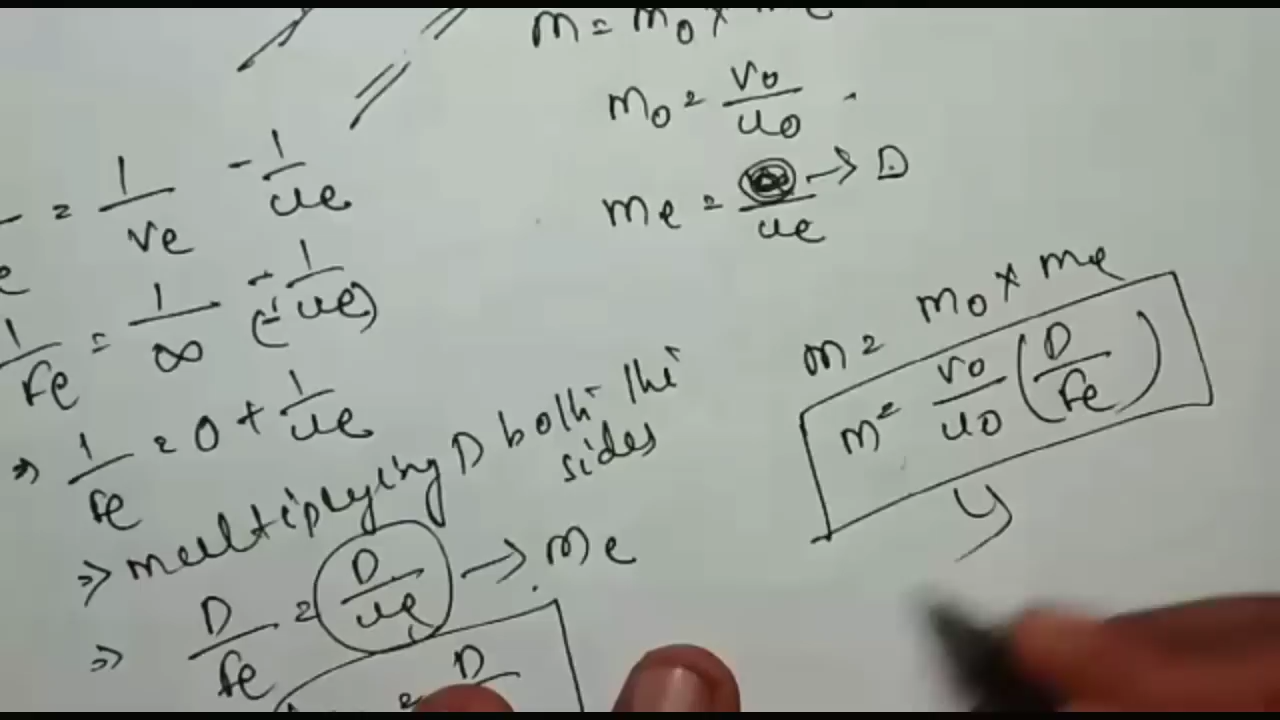 = 1/ve - 1/ue
1/fe = 1/∞ - 1/(-ue)
⇒ 1/fe = 0 + 1/ue
⇒ multiplying D both the sides
⇒ D/fe = D/ue → me
= D
m = m0 × me
m0 = v0/u0
me = /ue → D
m = m0 × me
m = v0/u0 (D/fe)